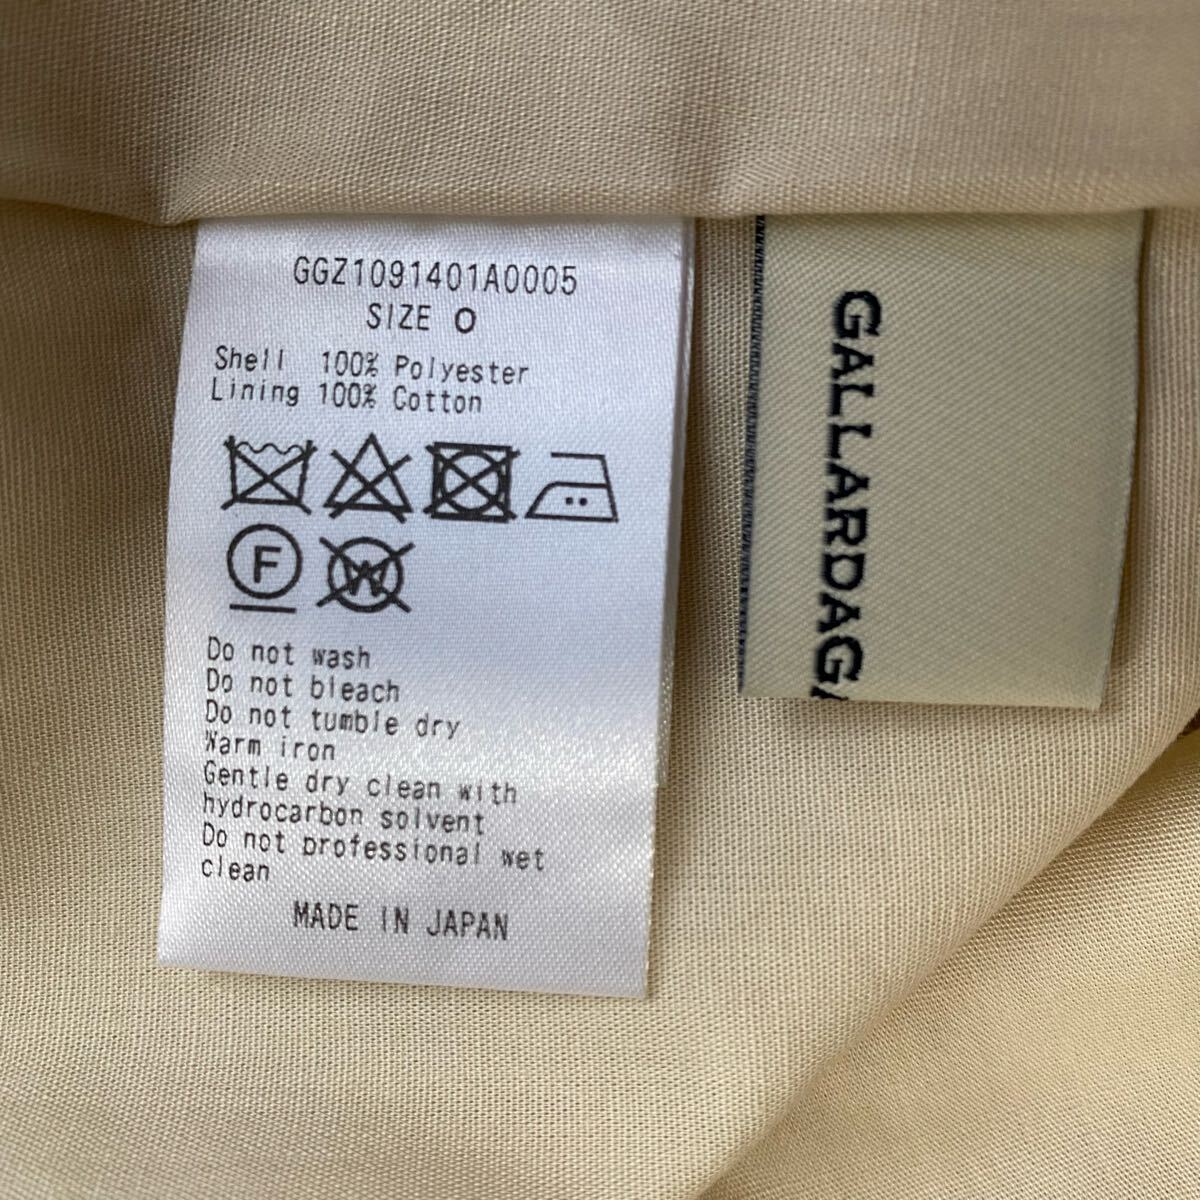 GGZ1091401A0005
SIZE 0
Shell 100% Polyester
Lining 100% Cotton
F
W
Do not wash
Do not bleach
Do not tumble dry
Warm iron
Gentle dry clean with
hydrocarbon solvent
Do not professional wet
clean
MADE IN JAPAN
GALLARDAGA